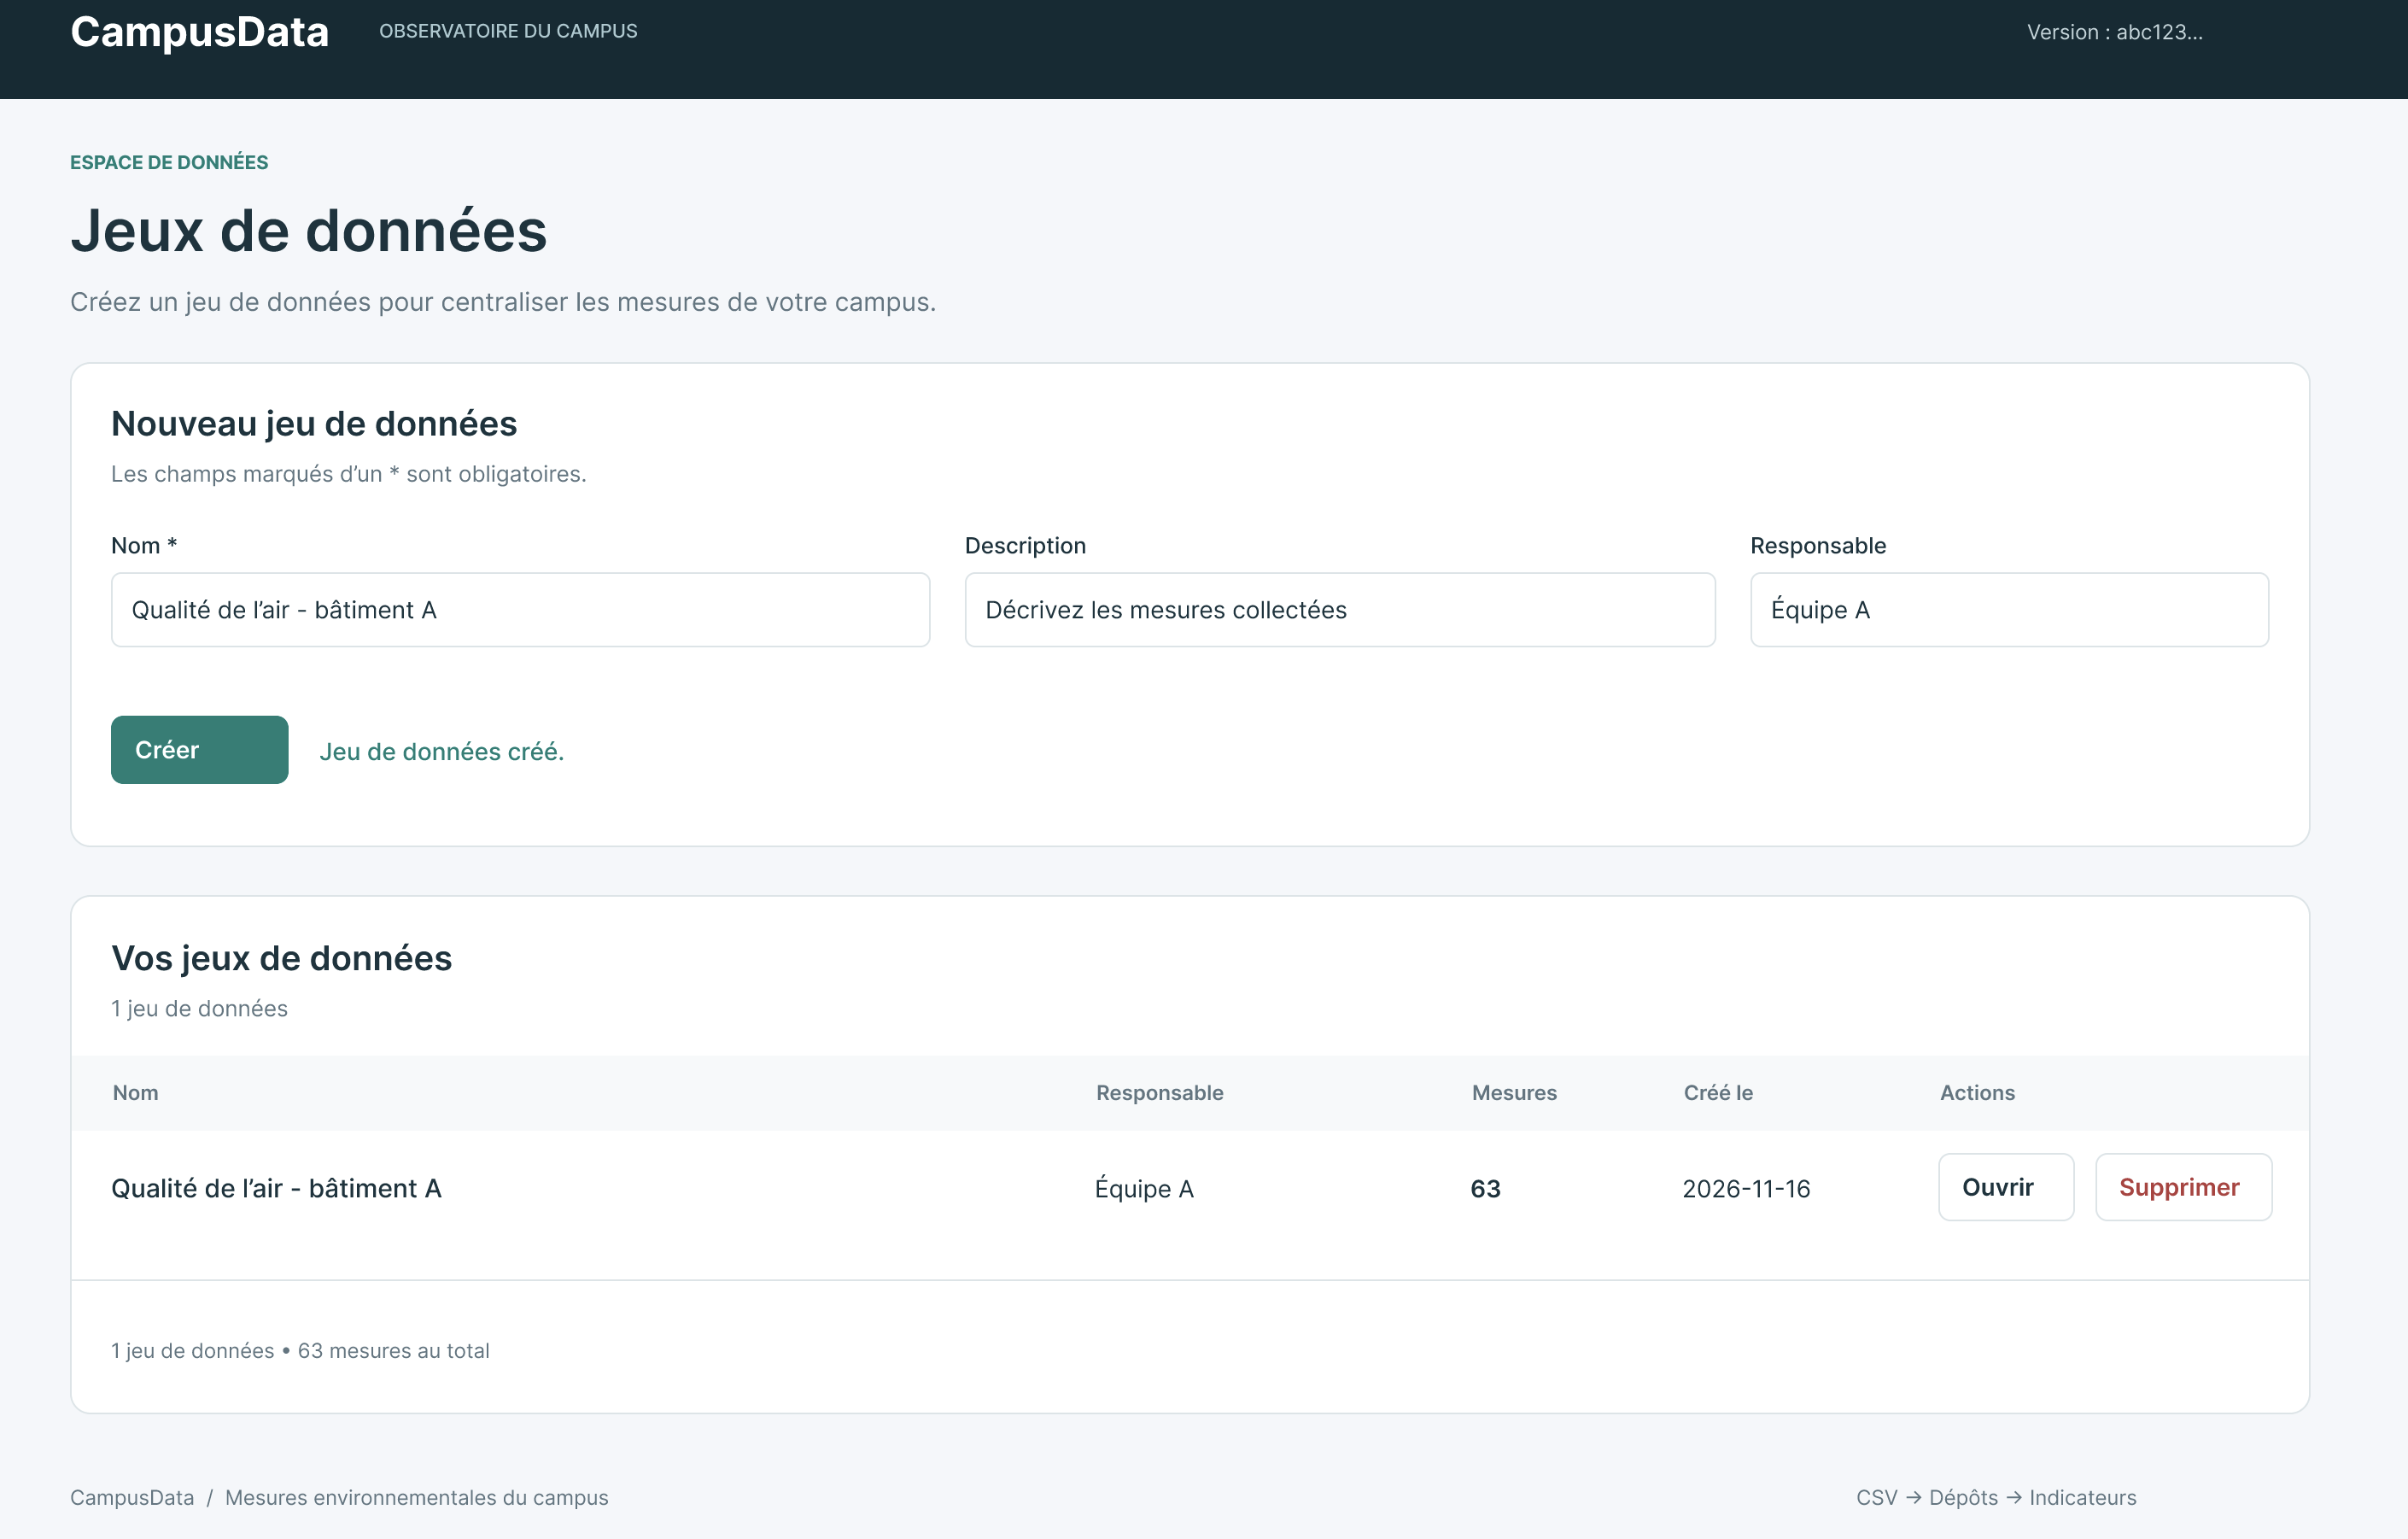 CampusData OBSERVATOIRE DU CAMPUS Version : abc123...
ESPACE DE DONNÉES
Jeux de données
Créez un jeu de données pour centraliser les mesures de votre campus.
Nouveau jeu de données
Les champs marqués d’un * sont obligatoires.
Nom * Description Responsable
Qualité de l’air - bâtiment A Décrivez les mesures collectées Équipe A
Créer Jeu de données créé.
Vos jeux de données
1 jeu de données
Nom Responsable Mesures Créé le Actions
Qualité de l’air - bâtiment A Équipe A 63 2026-11-16 Ouvrir Supprimer
1 jeu de données • 63 mesures au total
CampusData / Mesures environnementales du campus CSV → Dépôts → Indicateurs